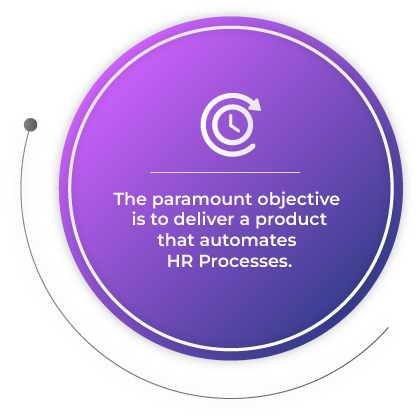 The paramount objective
is to deliver a product
that automates
HR Processes.